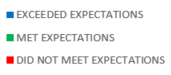 EXCEEDED EXPECTATIONS
MET EXPECTATIONS
DID NOT MEET EXPECTATIONS